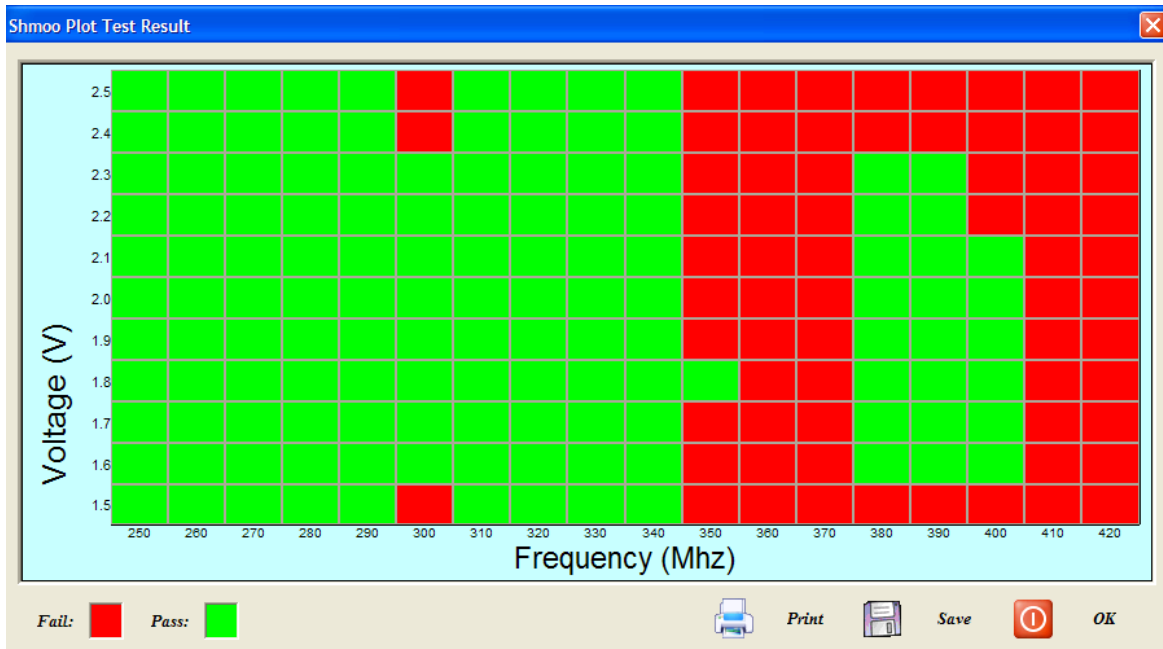 Shmoo Plot Test Result
2.5
2.4
2.3
2.2
2.1
2.0
1.9
1.8
1.7
1.6
1.5
Voltage (V)
250 260 270 280 290 300 310 320 330 340 350 360 370 380 390 400 410 420
Frequency (Mhz)
Fail: Pass: Print Save OK